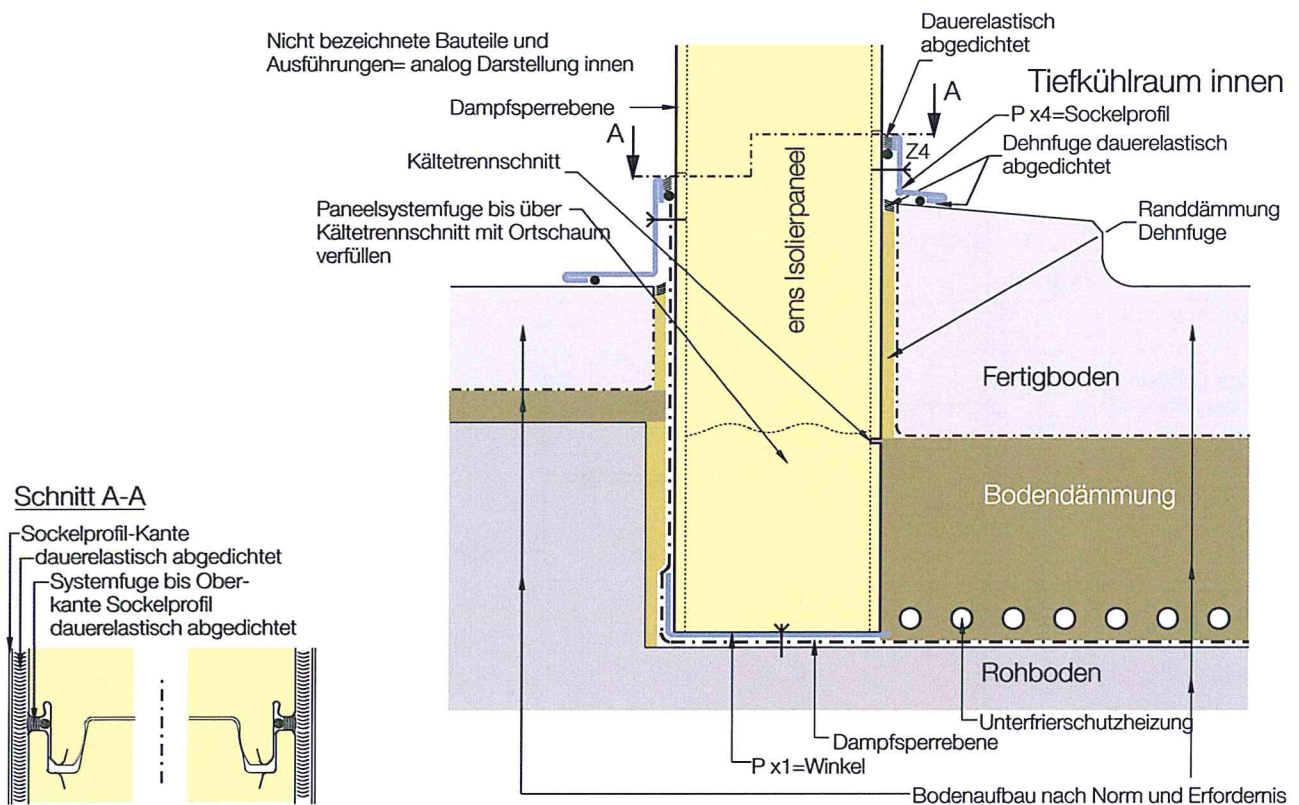 Nicht bezeichnete Bauteile und
Ausführungen= analog Darstellung innen
Dampfsperrebene
Kältetrennschnitt
Paneelsystemfuge bis über
Kältetrennschnitt mit Ortschaum
verfüllen
A
A
Dauerelastisch
abgedichtet
Tiefkühlraum innen
P x4=Sockelprofil
Z4
Dehnfuge dauerelastisch
abgedichtet
Randdämmung
Dehnfuge
ems Isolierpaneel
Fertigboden
Bodendämmung
Rohboden
Unterfrierschutzheizung
Dampfsperrebene
P x1=Winkel
Bodenaufbau nach Norm und Erfordernis
Schnitt A-A
Sockelprofil-Kante
dauerelastisch abgedichtet
Systemfuge bis Ober-
kante Sockelprofil
dauerelastisch abgedichtet